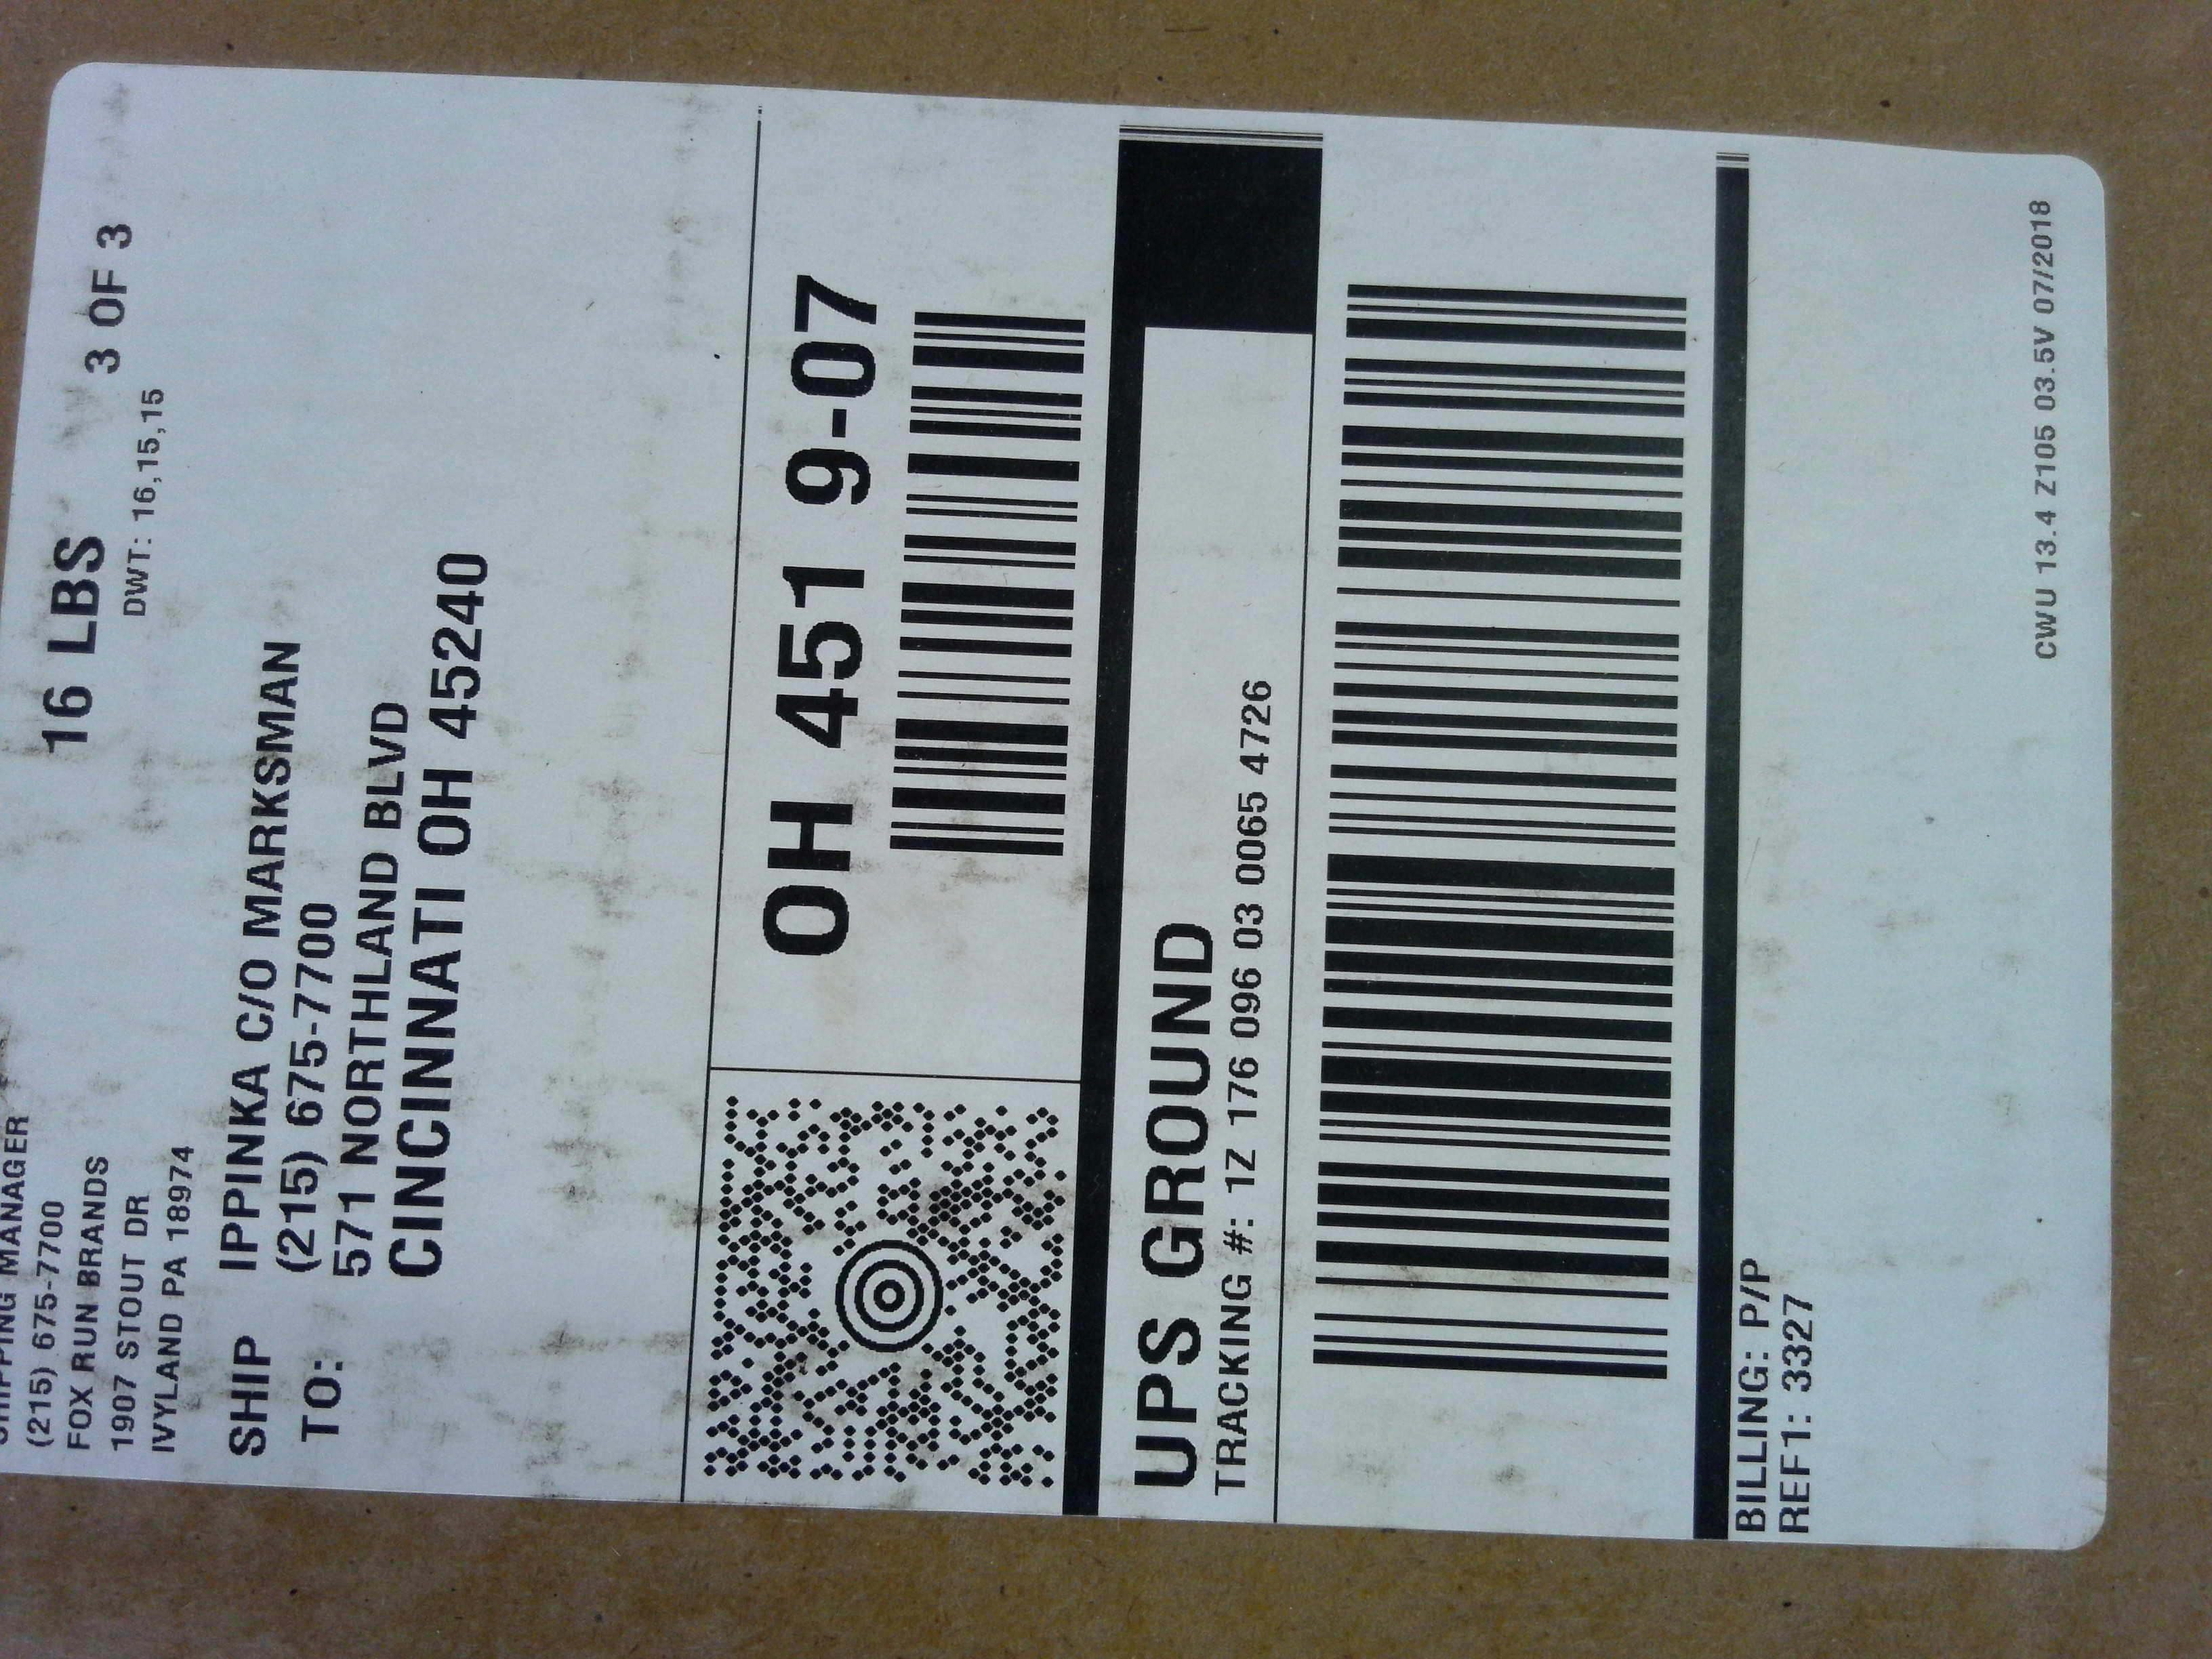 SHIPPING MANAGER
(215) 675-7700
FOX RUN BRANDS
1907 STOUT DR
IVYLAND PA 18974
16 LBS
3 OF 3
DWT: 16,15,15
SHIP TO:
IPPINKA C/O MARKSMAN
(215) 675-7700
571 NORTHLAND BLVD
CINCINNATI OH 45240
OH 451 9-07
UPS GROUND
TRACKING #: 1Z 176 096 03 0065 4726
BILLING: P/P
REF1: 3327
CWU 13.4 Z105 03.5V 07/2018